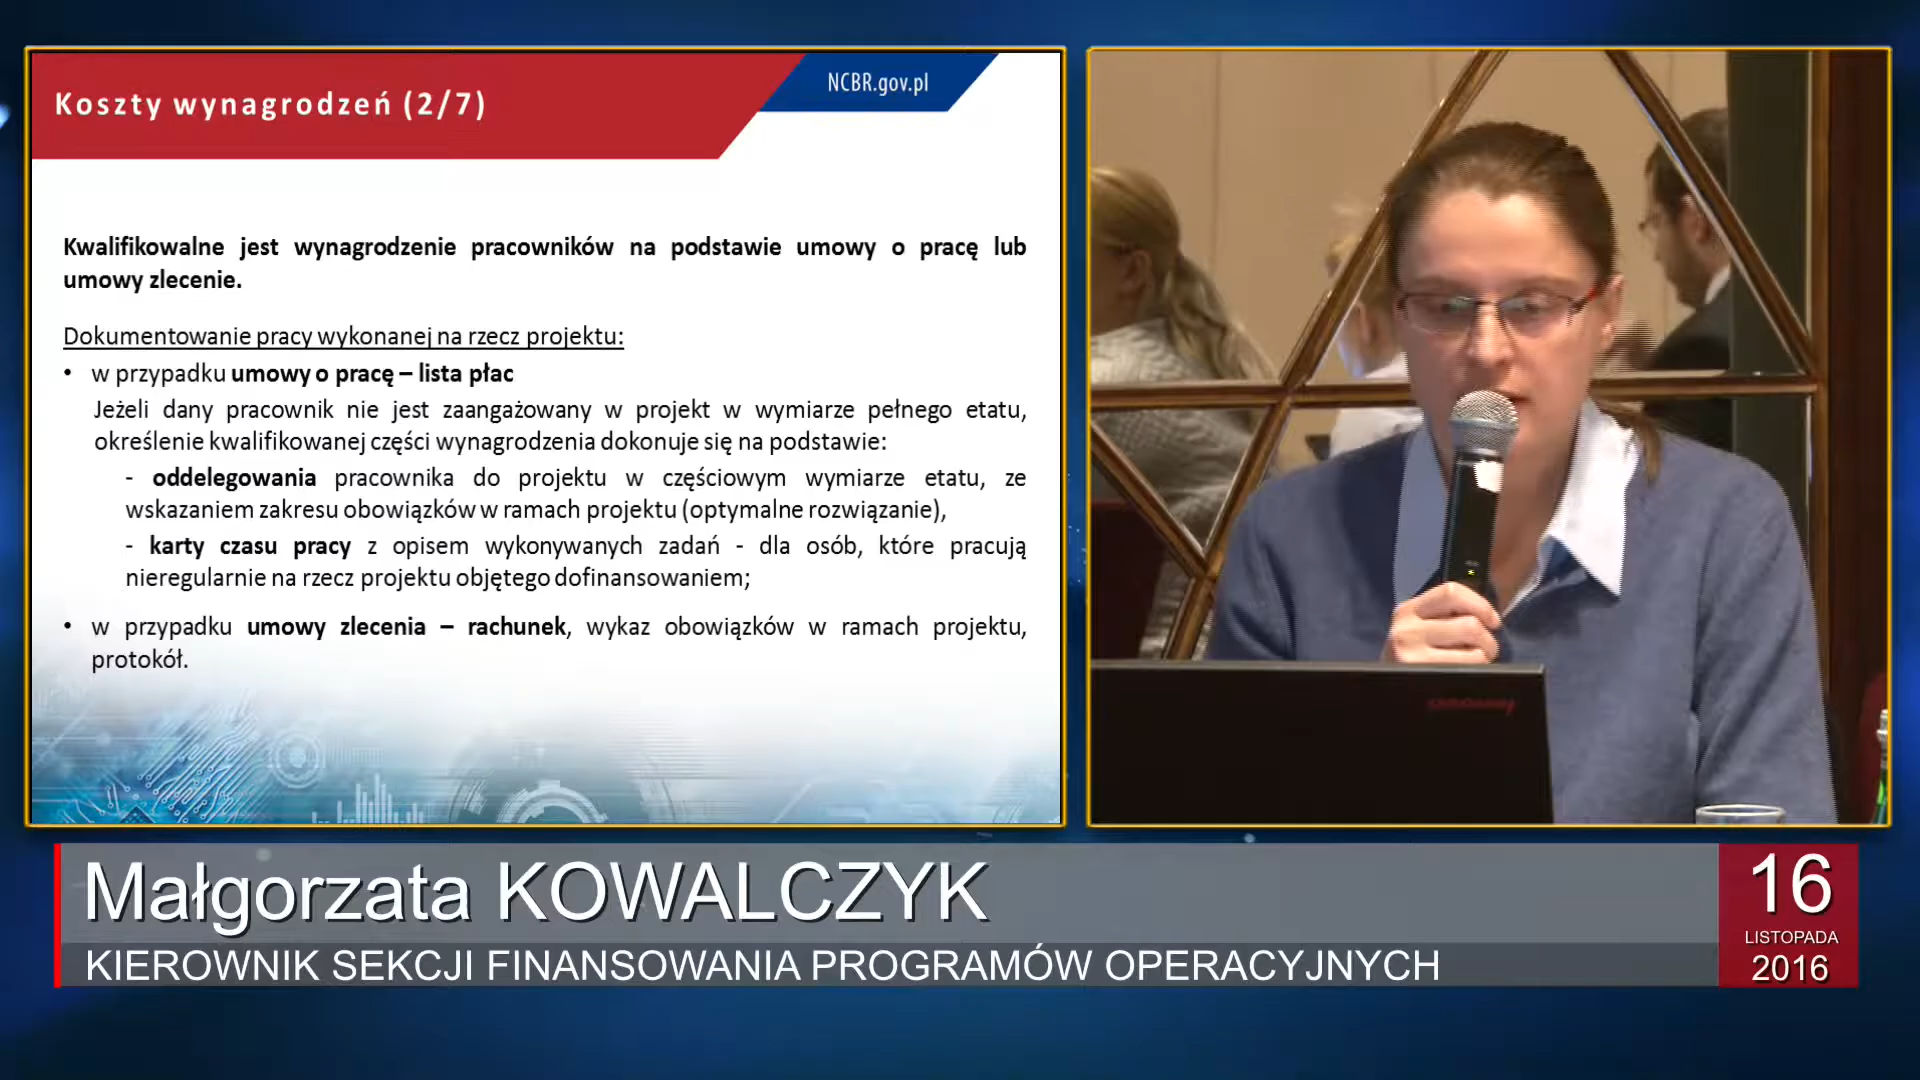 Koszty wynagrodzeń (2/7)
NCBR.gov.pl
Kwalifikowalne jest wynagrodzenie pracowników na podstawie umowy o pracę lub
umowy zlecenie.
Dokumentowanie pracy wykonanej na rzecz projektu:
• w przypadku umowy o pracę – lista płac
Jeżeli dany pracownik nie jest zaangażowany w projekt w wymiarze pełnego etatu,
określenie kwalifikowanej części wynagrodzenia dokonuje się na podstawie:
- oddelegowania pracownika do projektu w częściowym wymiarze etatu, ze
wskazaniem zakresu obowiązków w ramach projektu (optymalne rozwiązanie),
- karty czasu pracy z opisem wykonywanych zadań - dla osób, które pracują
nieregularnie na rzecz projektu objętego dofinansowaniem;
• w przypadku umowy zlecenia – rachunek, wykaz obowiązków w ramach projektu,
protokół.
Małgorzata KOWALCZYK
KIEROWNIK SEKCJI FINANSOWANIA PROGRAMÓW OPERACYJNYCH
16
LISTOPADA
2016